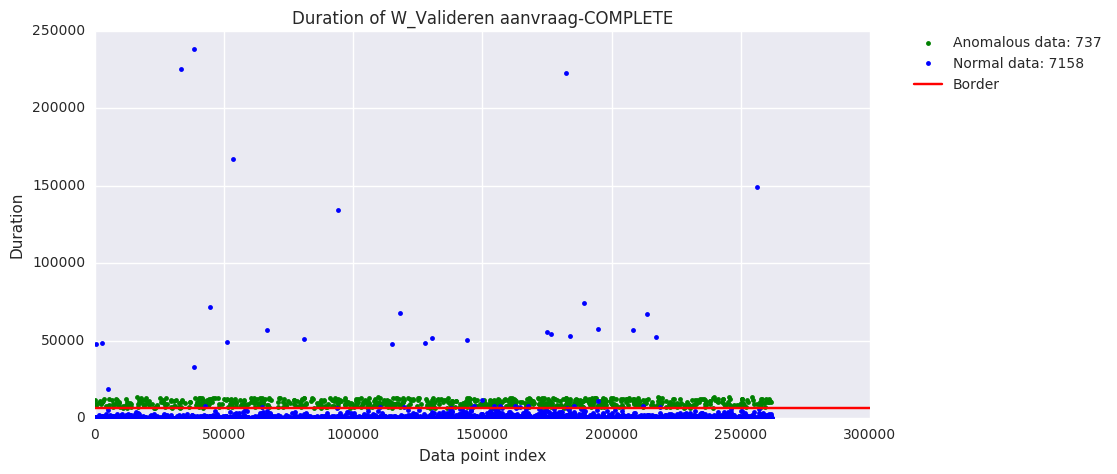 Duration of W_Valideren aanvraag-COMPLETE
Anomalous data: 737
Normal data: 7158
Border
Duration
250000
200000
150000
100000
50000
0
0 50000 100000 150000 200000 250000 300000
Data point index